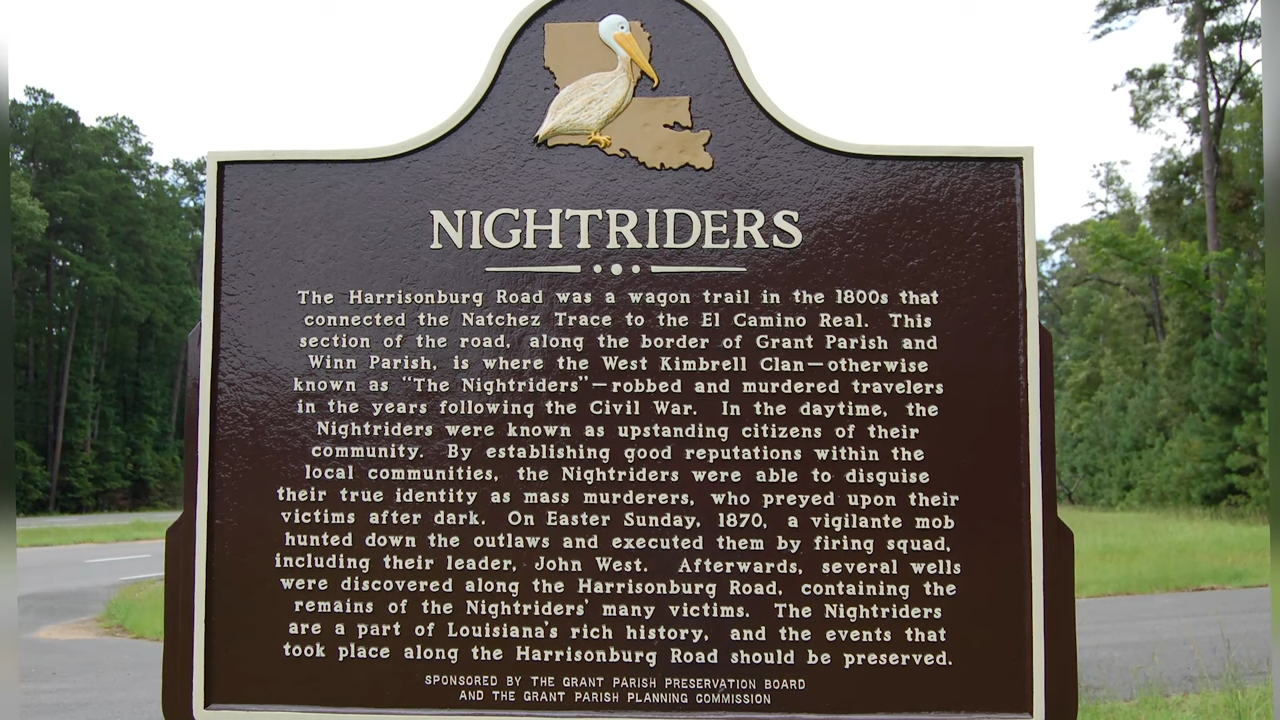 NIGHTRIDERS
The Harrisonburg Road was a wagon trail in the 1800s that
connected the Natchez Trace to the El Camino Real. This
section of the road, along the border of Grant Parish and
Winn Parish, is where the West Kimbrell Clan—otherwise
known as “The Nightriders”—robbed and murdered travelers
in the years following the Civil War. In the daytime, the
Nightriders were known as upstanding citizens of their
community. By establishing good reputations within the
local communities, the Nightriders were able to disguise
their true identity as mass murderers, who preyed upon their
victims after dark. On Easter Sunday, 1870, a vigilante mob
hunted down the outlaws and executed them by firing squad,
including their leader, John West. Afterwards, several wells
were discovered along the Harrisonburg Road, containing the
remains of the Nightriders’ many victims. The Nightriders
are a part of Louisiana’s rich history, and the events that
took place along the Harrisonburg Road should be preserved.
SPONSORED BY THE GRANT PARISH PRESERVATION BOARD
AND THE GRANT PARISH PLANNING COMMISSION